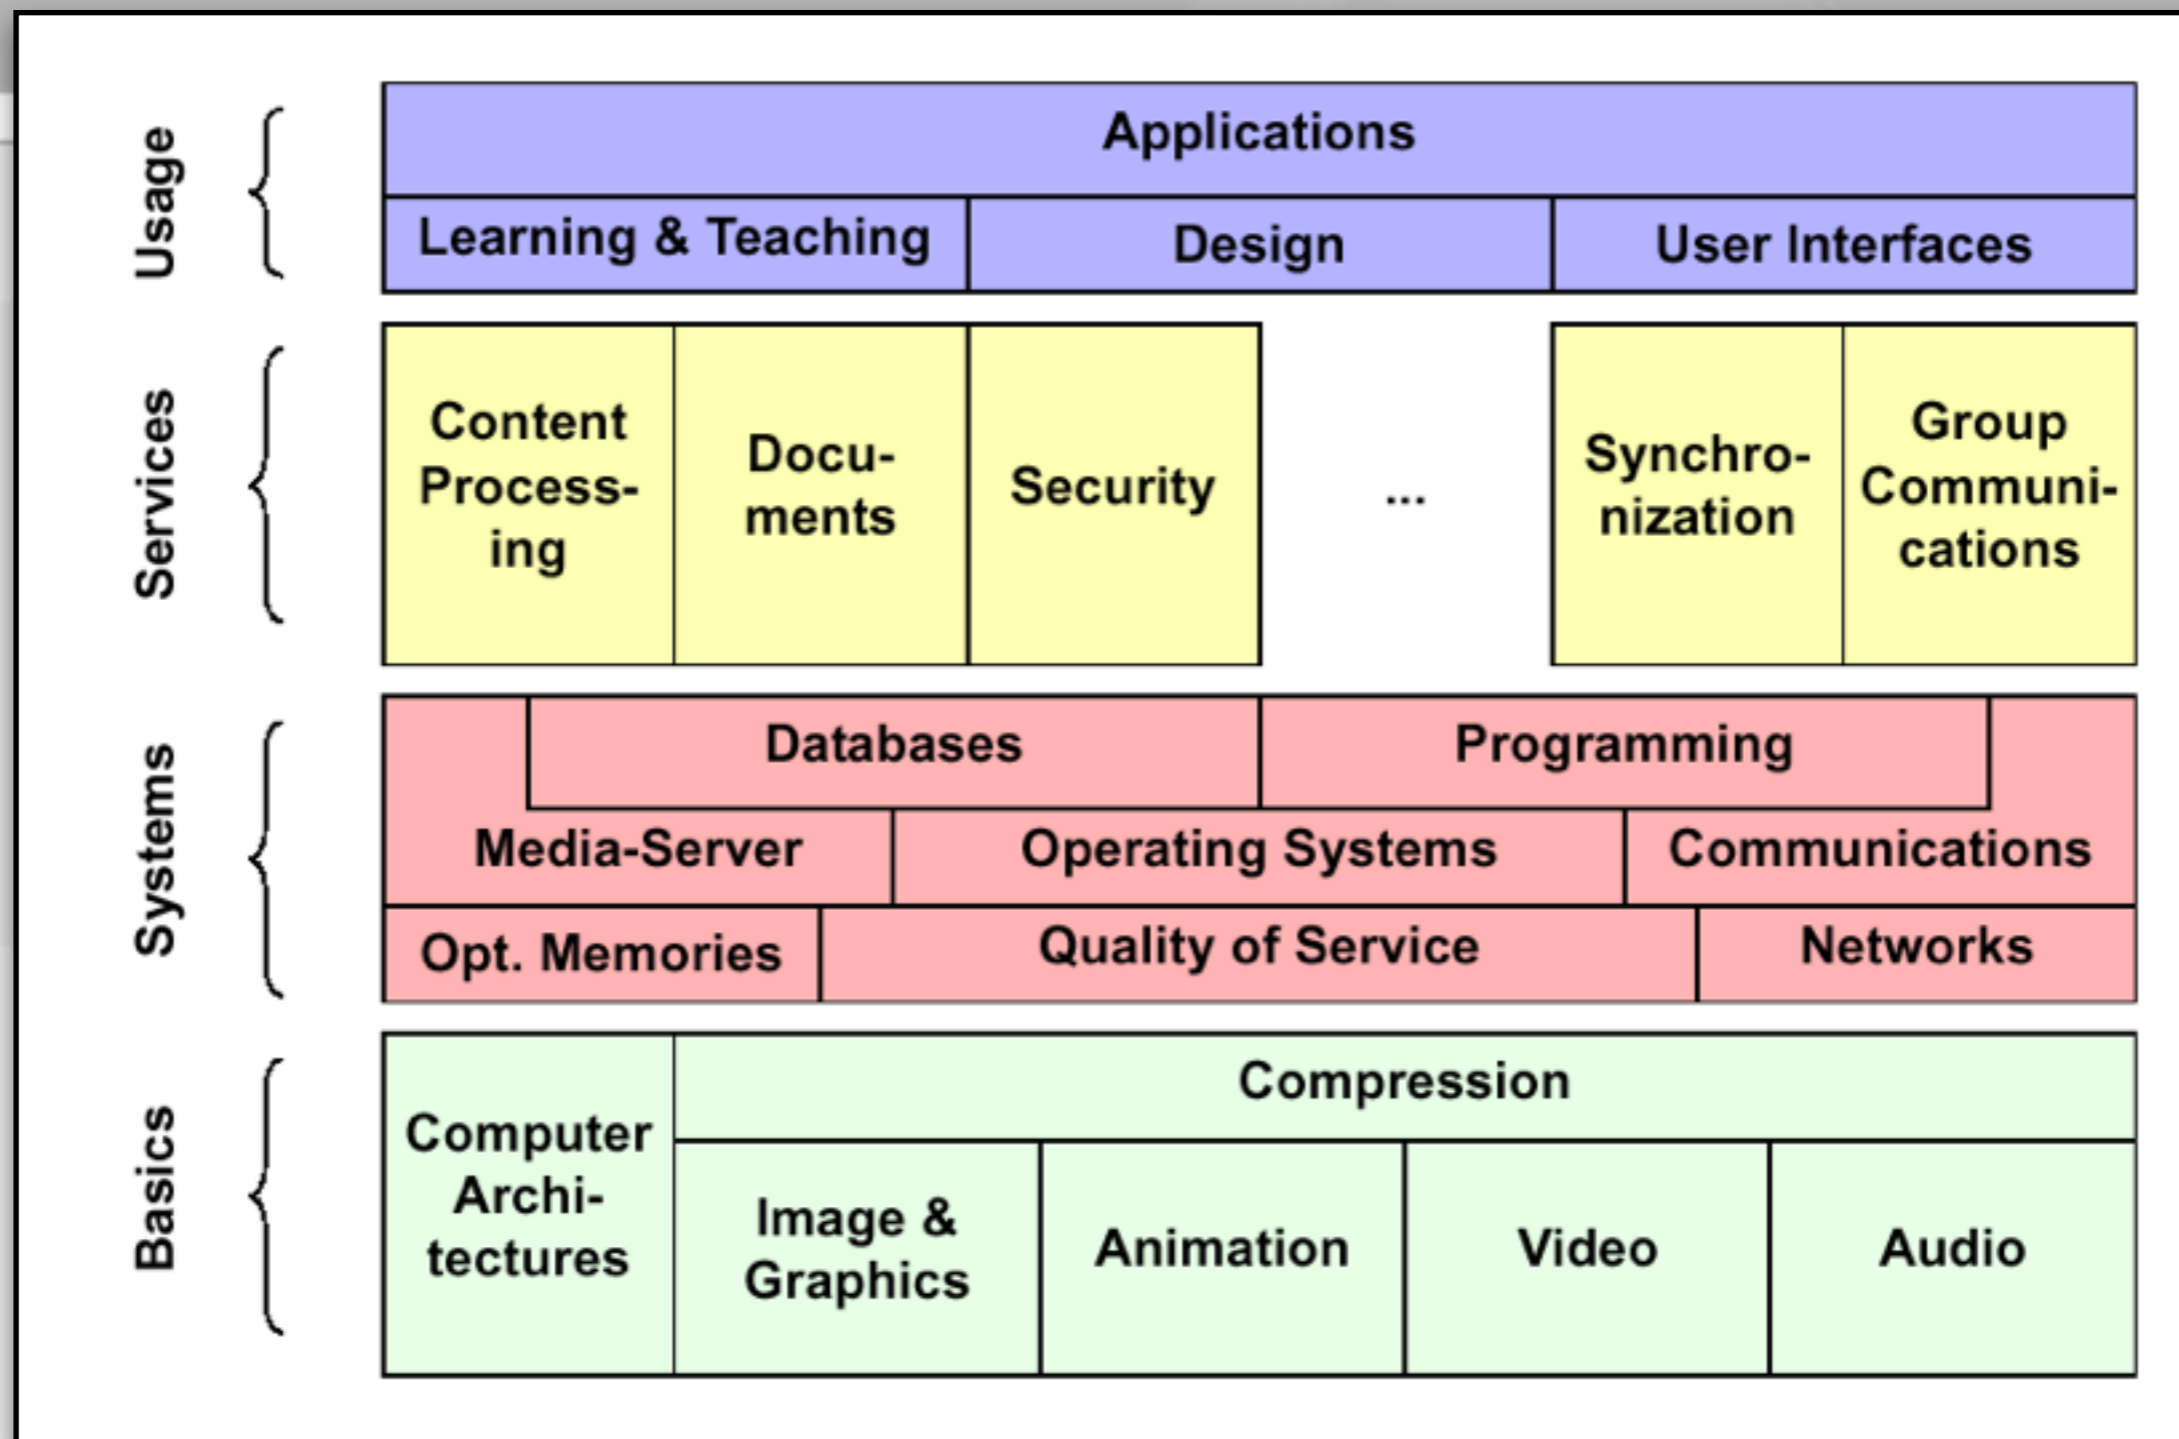 Usage
Applications
Learning & Teaching
Design
User Interfaces
Services
Content
Process-
ing
Docu-
ments
Security
...
Synchro-
nization
Group
Communi-
cations
Systems
Databases
Programming
Media-Server
Operating Systems
Communications
Opt. Memories
Quality of Service
Networks
Basics
Computer
Archi-
tectures
Compression
Image &
Graphics
Animation
Video
Audio